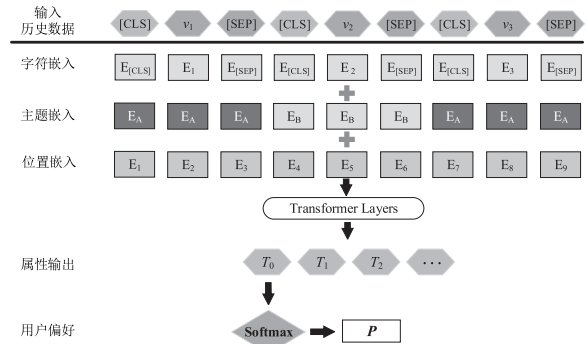 输入
历史数据
[CLS] v1 [SEP] [CLS] v2 [SEP] [CLS] v3 [SEP]
字符嵌入 E[CLS] E1 E[SEP] E[CLS] E2 E[SEP] E[CLS] E3 E[SEP]
主题嵌入 EA EA EA EB EB EB EA EA EA
位置嵌入 E1 E2 E3 E4 E5 E6 E7 E8 E9
Transformer Layers
属性输出 T0 T1 T2 ···
用户偏好 Softmax P